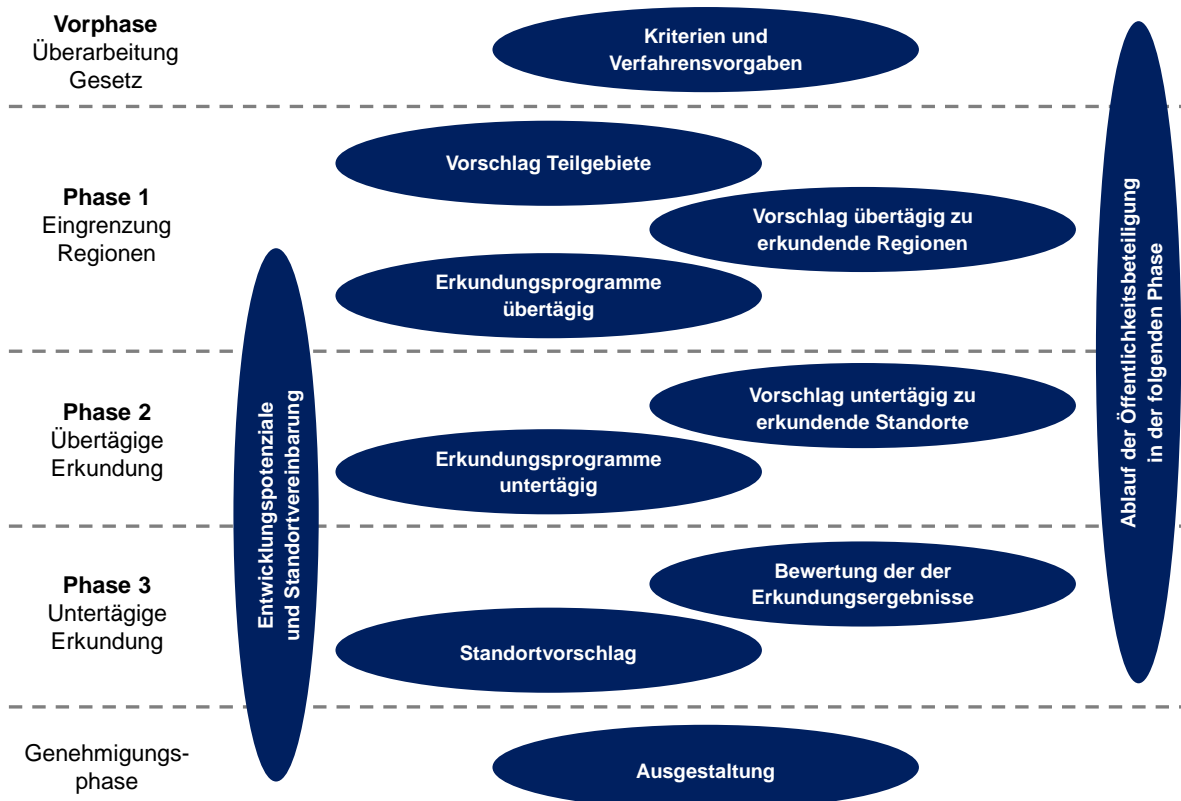 Vorphase
Überarbeitung
Gesetz
Kriterien und
Verfahrensvorgaben
Phase 1
Eingrenzung
Regionen
Vorschlag Teilgebiete
Vorschlag übertägig zu
erkundende Regionen
Erkundungsprogramme
übertägig
Phase 2
Übertägige
Erkundung
Vorschlag untertägig zu
erkundende Standorte
Erkundungsprogramme
untertägig
Phase 3
Untertägige
Erkundung
Bewertung der der
Erkundungsergebnisse
Standortvorschlag
Genehmigungs-
phase
Ausgestaltung
Entwicklungspotenziale
und Standortvereinbarung
Ablauf der Öffentlichkeitsbeteiligung
in der folgenden Phase